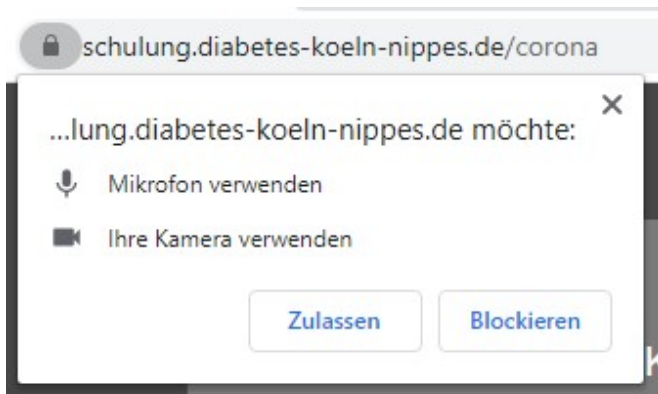 schulung.diabetes-koeln-nippes.de/corona
...lung.diabetes-koeln-nippes.de möchte:
Mikrofon verwenden
Ihre Kamera verwenden
Zulassen Blockieren